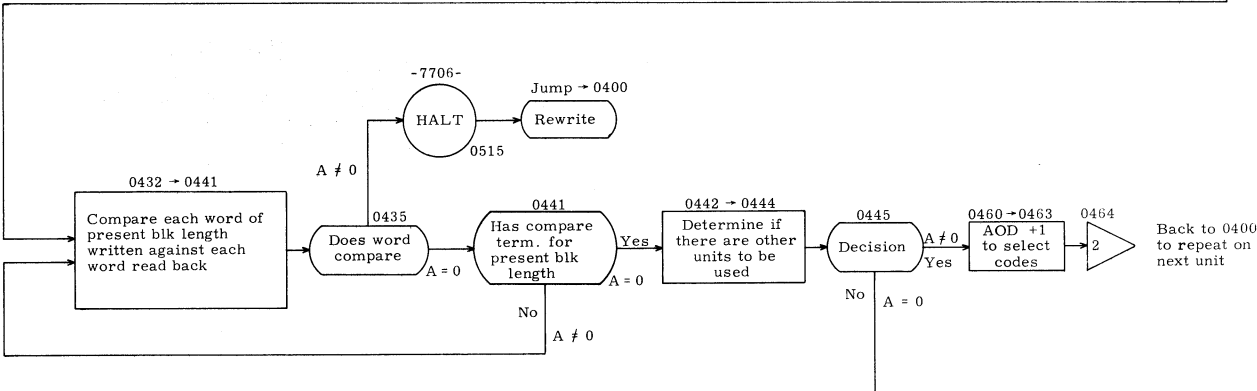 -7706-
Jump → 0400
HALT
Rewrite
0515
A ≠ 0
0432 → 0441
Compare each word of
present blk length
written against each
word read back
0435
Does word
compare
A = 0
0441
Has compare
term. for
present blk
length
Yes
A = 0
No
A ≠ 0
0442 → 0444
Determine if
there are other
units to be
used
0445
Decision
A ≠ 0
Yes
No
A = 0
0460 → 0463
AOD +1
to select
codes
0464
2
Back to 0400
to repeat on
next unit